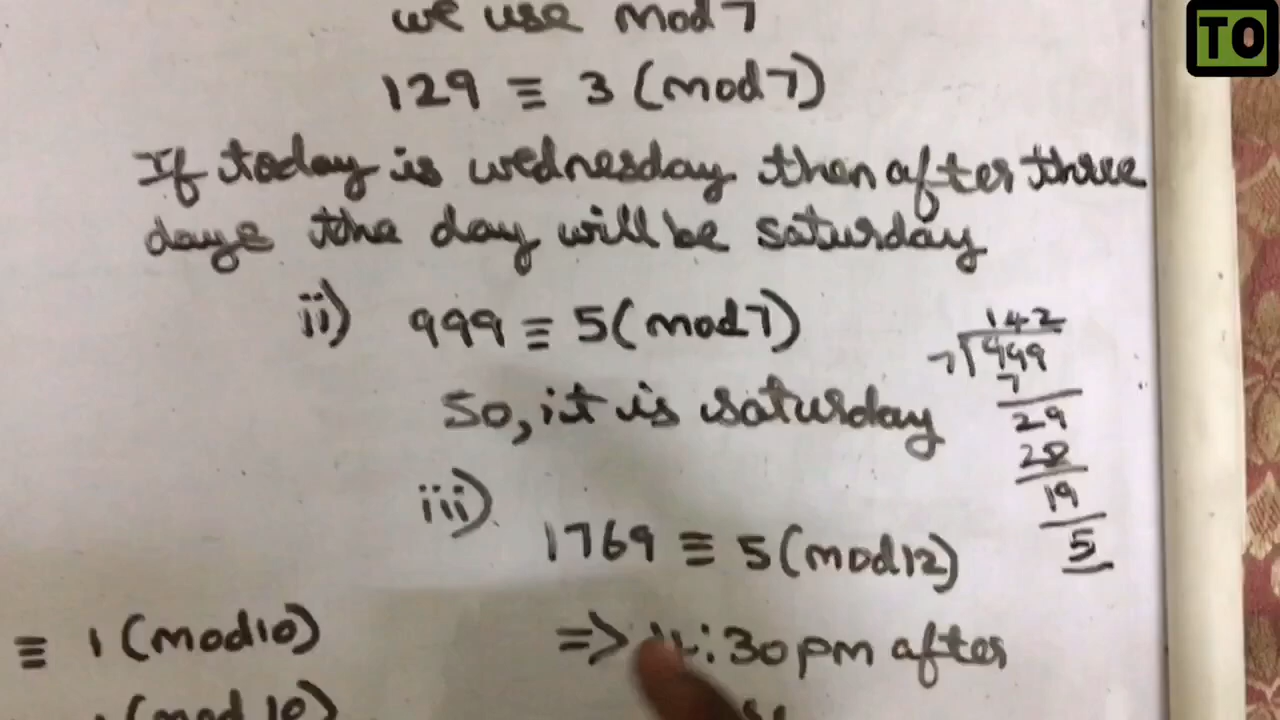 TO
we use mod 7
129 ≡ 3 (mod 7)
If today is wednesday then after three
days the day will be saturday
ii) 999 ≡ 5 (mod 7)
So, it is saturday
142
7 999
7
29
28
19
5
iii)
1769 ≡ 5 (mod 12)
≡ 1 (mod 10)
⇒ :30 pm after
(mod 10)